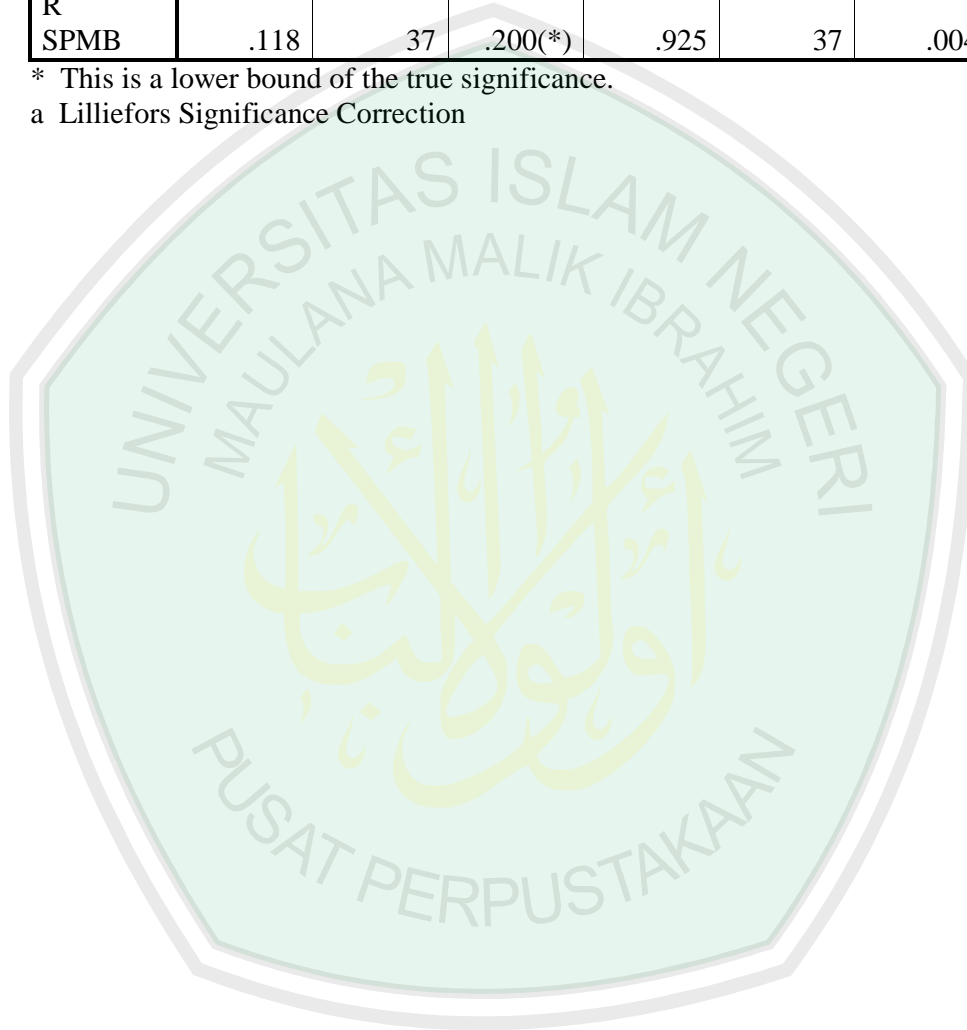 R
SPMB .118 37 .200(*) .925 37 .004
* This is a lower bound of the true significance.
a Lilliefors Significance Correction
UNIVERSITAS ISLAM NEGERI
MAULANA MALIK IBRAHIM
PUSAT PERPUSTAKAAN